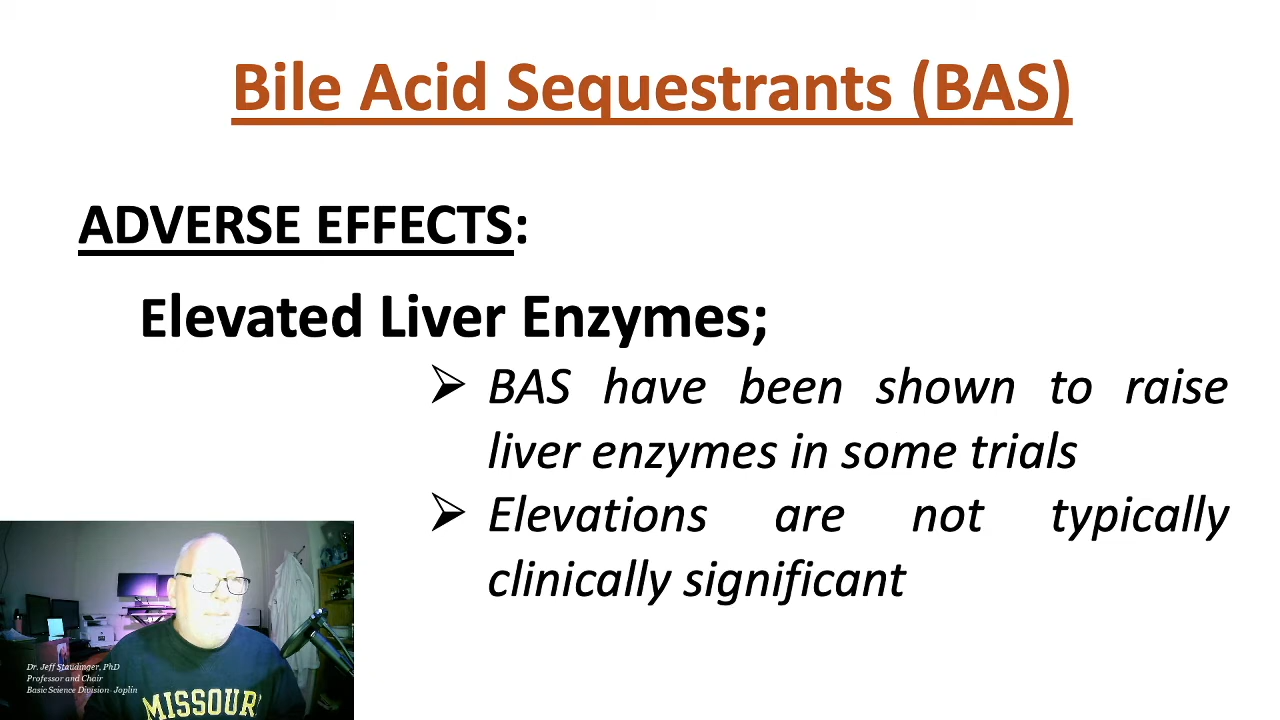 Bile Acid Sequestrants (BAS)
ADVERSE EFFECTS:
Elevated Liver Enzymes;
➢ BAS have been shown to raise
liver enzymes in some trials
➢ Elevations are not typically
clinically significant
Dr. Jeff Staudinger, PhD
Professor and Chair
Basic Science Division- Joplin
MISSOURI